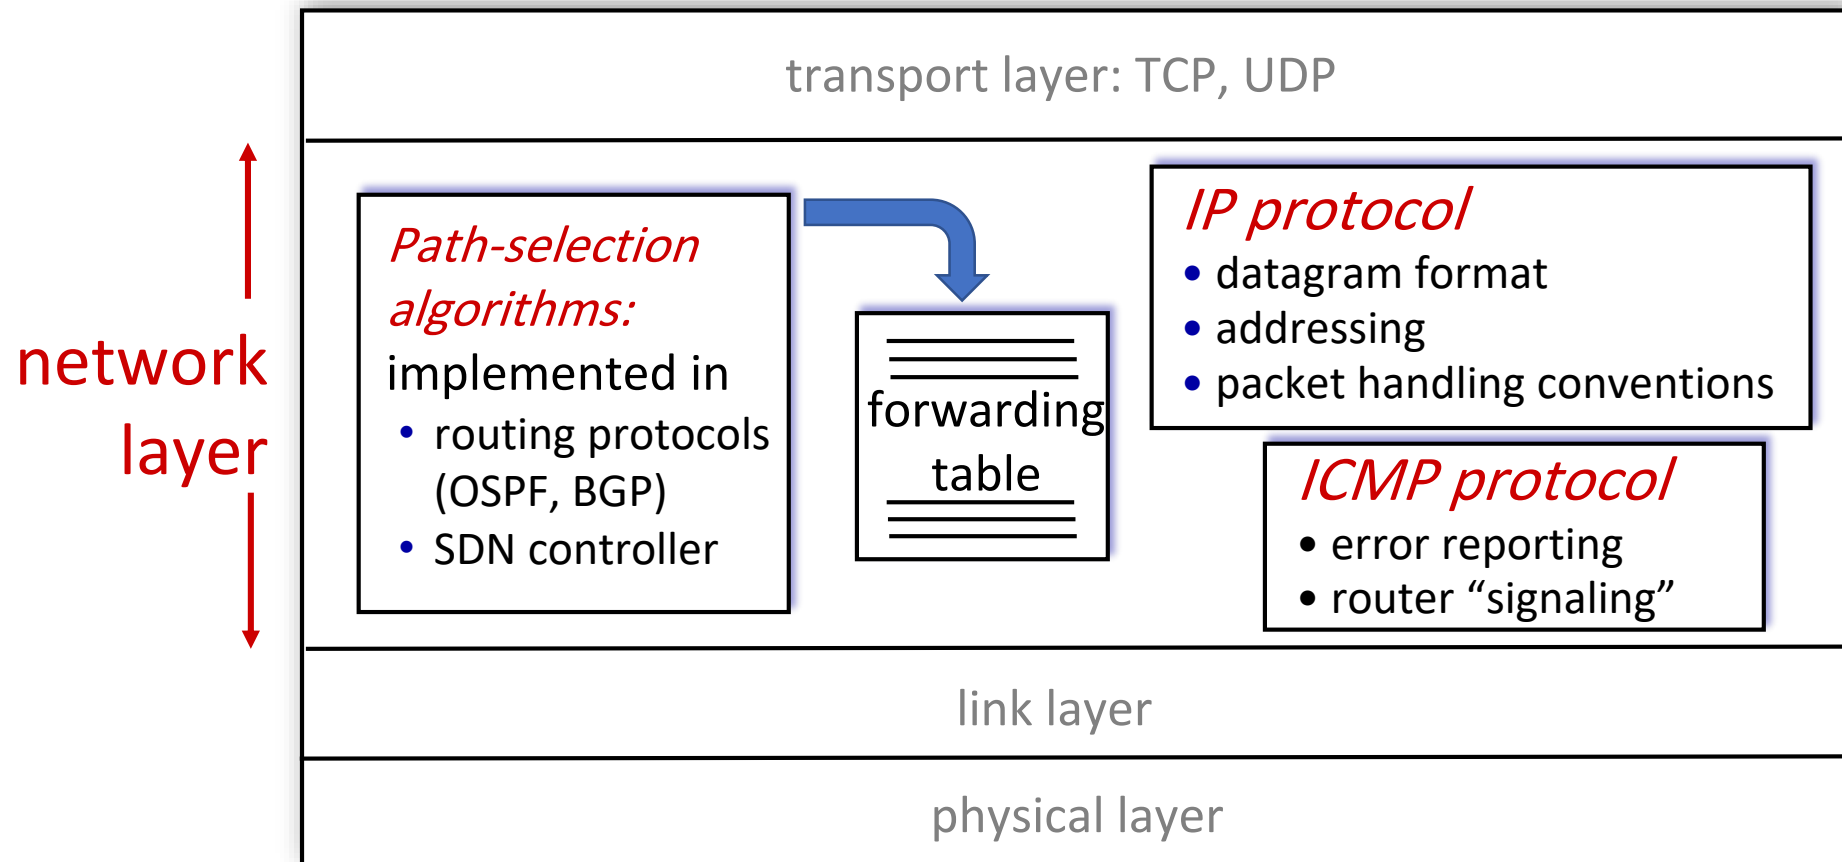 transport layer: TCP, UDP
network
layer
Path-selection
algorithms:
implemented in
• routing protocols
(OSPF, BGP)
• SDN controller
forwarding
table
IP protocol
• datagram format
• addressing
• packet handling conventions
ICMP protocol
• error reporting
• router “signaling”
link layer
physical layer